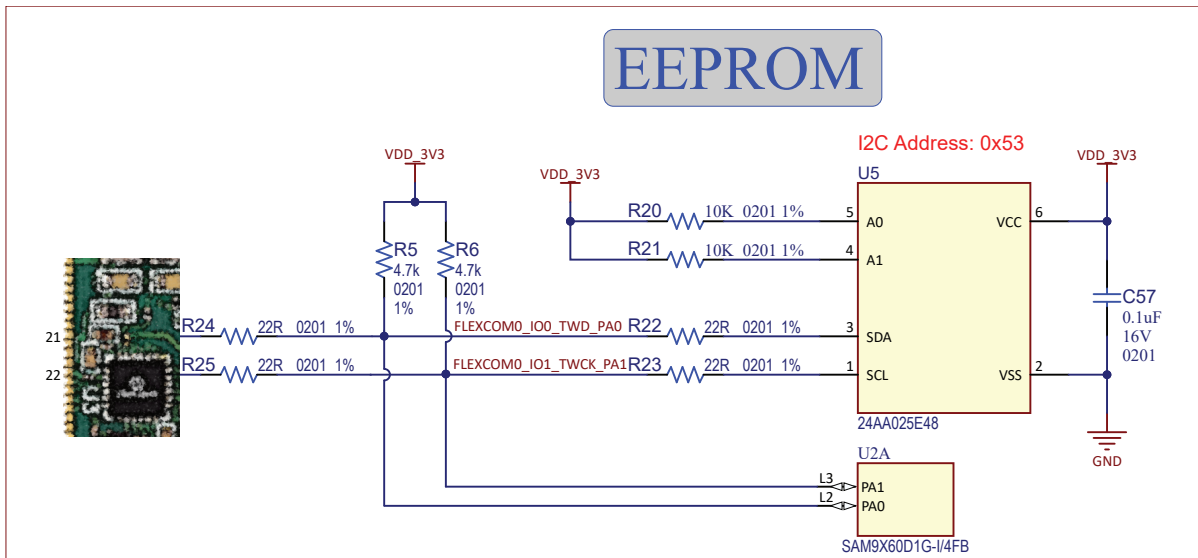 EEPROM
I2C Address: 0x53
VDD_3V3
VDD_3V3
VDD_3V3
U5
R20 10K 0201 1% 5 A0 VCC 6
R21 10K 0201 1% 4 A1
R5
4.7k
0201
1%
R6
4.7k
0201
1%
C57
0.1uF
16V
0201
21 R24 22R 0201 1% FLEXCOM0_IO0_TWD_PA0 R22 22R 0201 1% 3 SDA
22 R25 22R 0201 1% FLEXCOM0_IO1_TWCK_PA1 R23 22R 0201 1% 1 SCL VSS 2
24AA025E48
GND
U2A
L3 PA1
L2 PA0
SAM9X60D1G-I/4FB